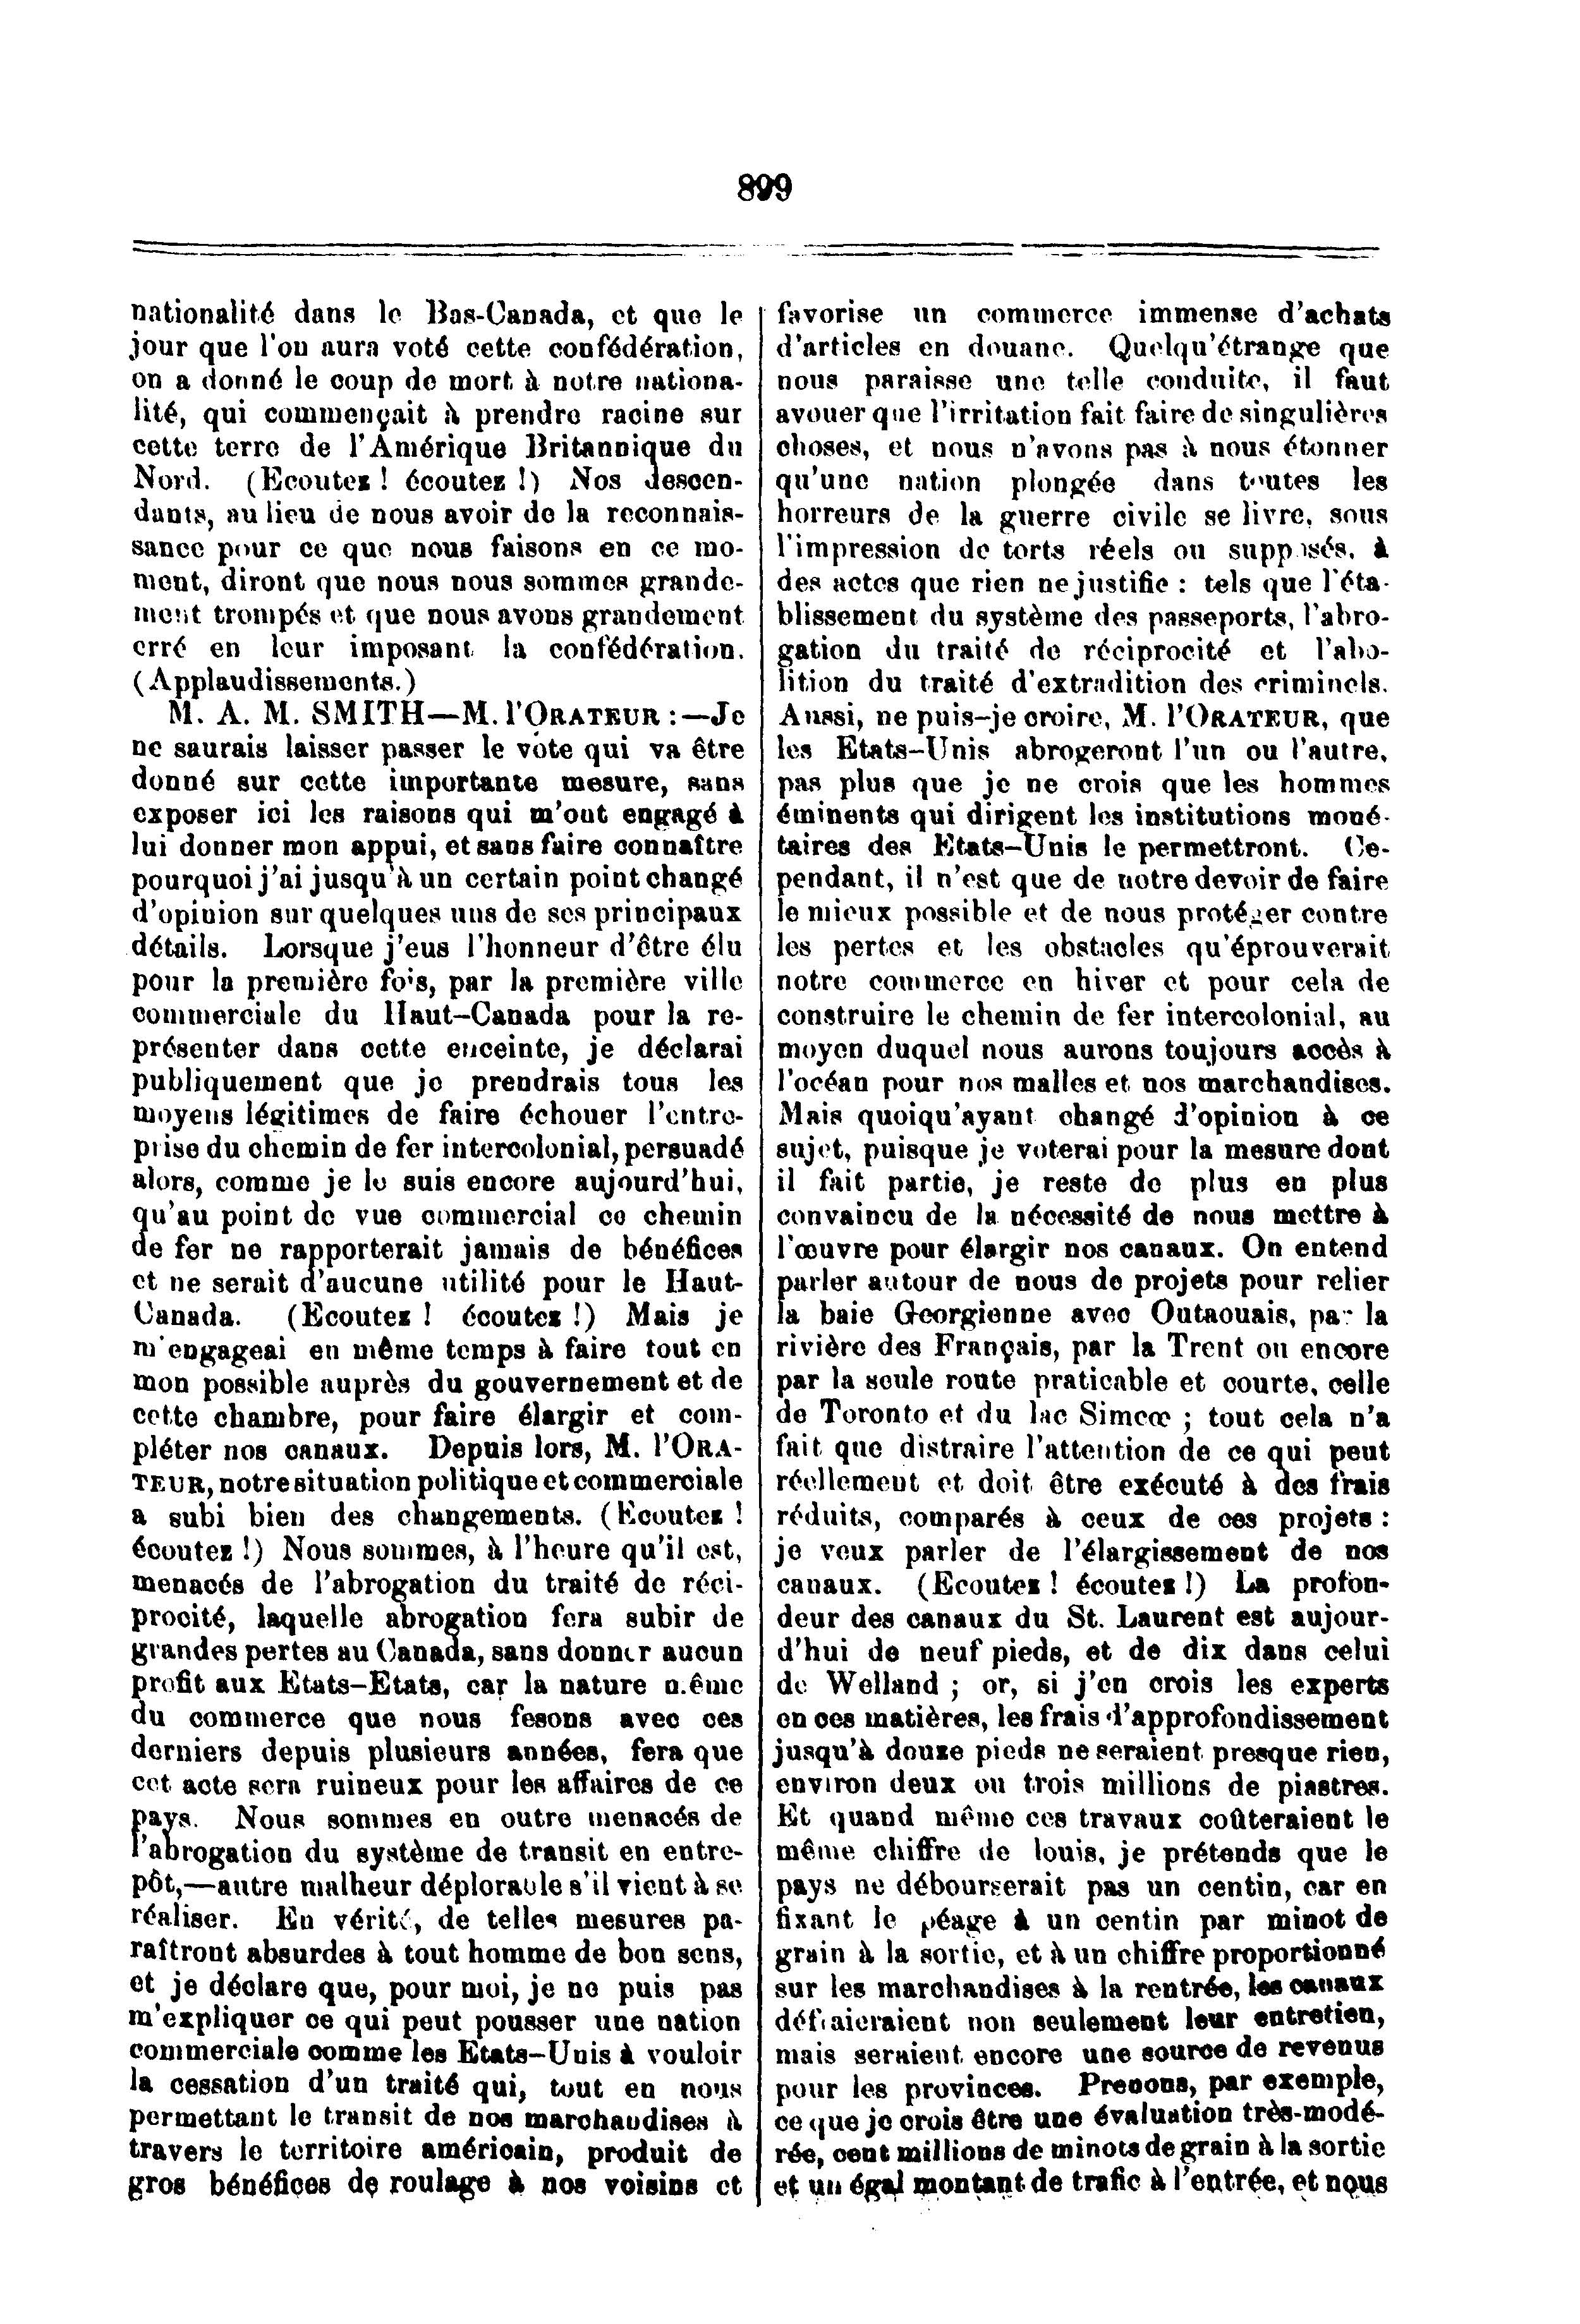 899
nationalité dans le Bas-Canada, et que le
jour que l'on aura voté cette confédération,
on a donné le coup de mort à notre nationa-
lité, qui commençait à prendre racine sur
cette terre de l'Amérique Britannique du
Nord. (Ecoutez ! écoutez !) Nos descen-
dants, au lieu de nous avoir de la reconnais-
sance pour ce que nous faisons en ce mo-
ment, diront que nous nous sommes grande-
ment trompés et que nous avons grandement
erré en leur imposant la confédération.
(Applaudissements.)
M. A. M. SMITH—M. l'ORATEUR :—Je
ne saurais laisser passer le vote qui va être
donné sur cette importante mesure, sans
exposer ici les raisons qui m'ont engagé à
lui donner mon appui, et sans faire connaître
pourquoi j'ai jusqu'à un certain point changé
d'opinion sur quelques uns de ses principaux
détails. Lorsque j'eus l'honneur d'être élu
pour la première fois, par la première ville
commerciale du Haut-Canada pour la re-
présenter dans cette enceinte, je déclarai
publiquement que je prendrais tous les
moyens légitimes de faire échouer l'entre-
prise du chemin de fer intercolonial, persuadé
alors, comme je le suis encore aujourd'hui,
qu'au point de vue commercial ce chemin
de fer ne rapporterait jamais de bénéfices
et ne serait d'aucune utilité pour le Haut-
Canada. (Ecoutez ! écoutez !) Mais je
m'engageai en même temps à faire tout en
mon possible auprès du gouvernement et de
cette chambre, pour faire élargir et com-
pléter nos canaux. Depuis lors, M. l'ORA-
TEUR, notre situation politique et commerciale
a subi bien des changements. (Ecoutez !
écoutez !) Nous sommes, à l'heure qu'il est,
menacés de l'abrogation du traité de réci-
procité, laquelle abrogation fera subir de
grandes pertes au Canada, sans donner aucun
profit aux Etats-Etats, car la nature même
du commerce que nous fesons avec ces
derniers depuis plusieurs années, fera que
cet acte sera ruineux pour les affaires de ce
pays. Nous sommes en outre menacés de
l'abrogation du système de transit en entre-
pôt,—autre malheur déplorable s'il vient à se
réaliser. En vérité, de telles mesures pa-
raîtront absurdes à tout homme de bon sens,
et je déclare que, pour moi, je ne puis pas
m'expliquer ce qui peut pousser une nation
commerciale comme les Etats-Unis à vouloir
la cessation d'un traité qui, tout en nous
permettant le transit de nos marchandises à
travers le territoire américain, produit de
gros bénéfices de roulage à nos voisins et
favorise un commerce immense d'achats
d'articles en douane. Quelqu'étrange que
nous paraisse une telle conduite, il faut
avouer que l'irritation fait faire de singulières
choses, et nous n'avons pas à nous étonner
qu'une nation plongée dans toutes les
horreurs de la guerre civile se livre, sous
l'impression de torts réels ou supposés, à
des actes que rien ne justifie : tels que l'éta-
blissement du système des passeports, l'abro-
gation du traité de réciprocité et l'abo-
lition du traité d'extradition des criminels.
Aussi, ne puis-je croire, M. l'ORATEUR, que
les Etats-Unis abrogeront l'un ou l'autre,
pas plus que je ne crois que les hommes
éminents qui dirigent les institutions moné-
taires des Etats-Unis le permettront. Ce-
pendant, il n'est que de notre devoir de faire
le mieux possible et de nous protéger contre
les pertes et les obstacles qu'éprouverait
notre commerce en hiver et pour cela de
construire le chemin de fer intercolonial, au
moyen duquel nous aurons toujours accès à
l'océan pour nos malles et nos marchandises.
Mais quoiqu'ayant changé d'opinion à ce
sujet, puisque je voterai pour la mesure dont
il fait partie, je reste de plus en plus
convaincu de la nécessité de nous mettre à
l'œuvre pour élargir nos canaux. On entend
parler autour de nous de projets pour relier
la baie Georgienne avec Outaouais, par la
rivière des Français, par la Trent ou encore
par la seule route praticable et courte, celle
de Toronto et du lac Simcœ ; tout cela n'a
fait que distraire l'attention de ce qui peut
réellement et doit être exécuté à des frais
réduits, comparés à ceux de ces projets :
je veux parler de l'élargissement de nos
canaux. (Ecoutez ! écoutez !) La profon-
deur des canaux du St. Laurent est aujour-
d'hui de neuf pieds, et de dix dans celui
de Welland ; or, si j'en crois les experts
en ces matières, les frais d'approfondissement
jusqu'à douze pieds ne seraient presque rien,
environ deux ou trois millions de piastres.
Et quand même ces travaux coûteraient le
même chiffre de louis, je prétends que le
pays ne débourserait pas un centin, car en
fixant le péage à un centin par minot de
grain à la sortie, et à un chiffre proportionné
sur les marchandises à la rentrée, les canaux
défraieraient non seulement leur entretien,
mais seraient encore une source de revenus
pour les provinces. Prenons, par exemple,
ce que je crois être une évaluation très-modé-
rée, cent millions de minots de grain à la sortie
et un égal montant de trafic à l'entrée, et nous